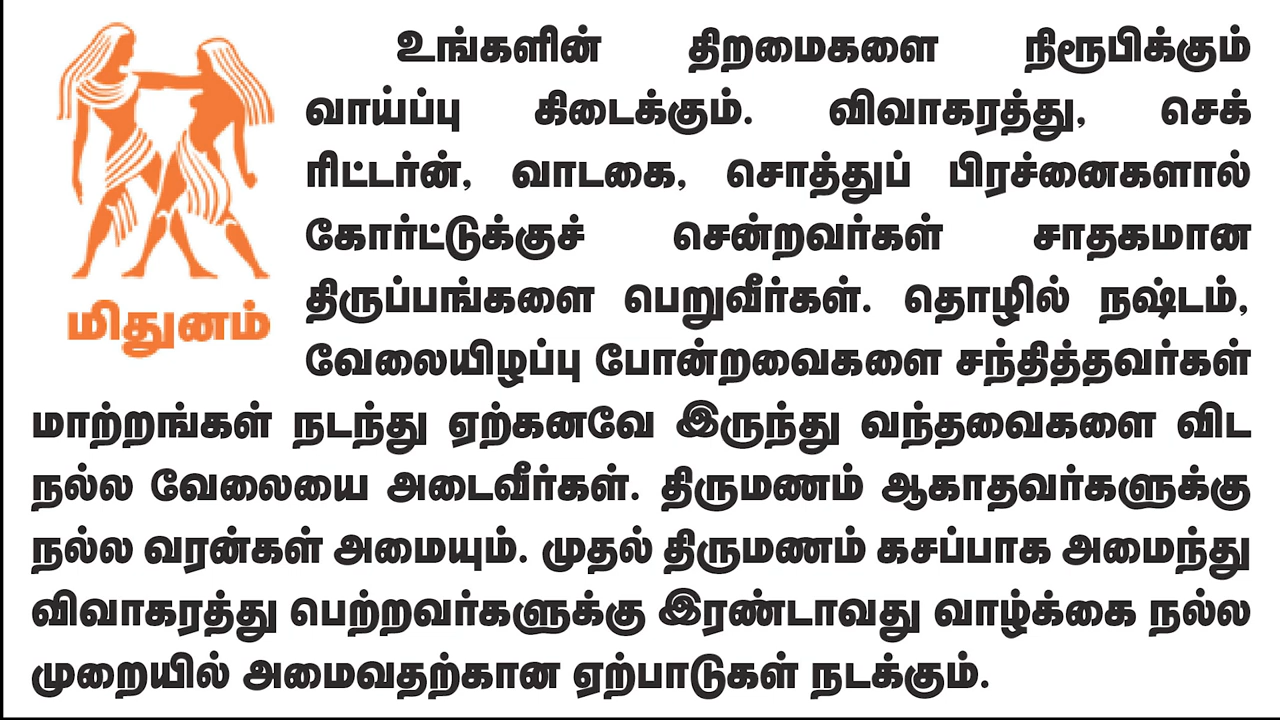 உங்களின் திறமைகளை நிரூபிக்கும்
வாய்ப்பு கிடைக்கும். விவாகரத்து, செக்
ரிட்டர்ன், வாடகை, சொத்துப் பிரச்னைகளால்
கோர்ட்டுக்குச் சென்றவர்கள் சாதகமான
திருப்பங்களை பெறுவீர்கள். தொழில் நஷ்டம்,
மிதுனம்
வேலையிழப்பு போன்றவைகளை சந்தித்தவர்கள்
மாற்றங்கள் நடந்து ஏற்கனவே இருந்து வந்தவைகளை விட
நல்ல வேலையை அடைவீர்கள். திருமணம் ஆகாதவர்களுக்கு
நல்ல வரன்கள் அமையும். முதல் திருமணம் கசப்பாக அமைந்து
விவாகரத்து பெற்றவர்களுக்கு இரண்டாவது வாழ்க்கை நல்ல
முறையில் அமைவதற்கான ஏற்பாடுகள் நடக்கும்.